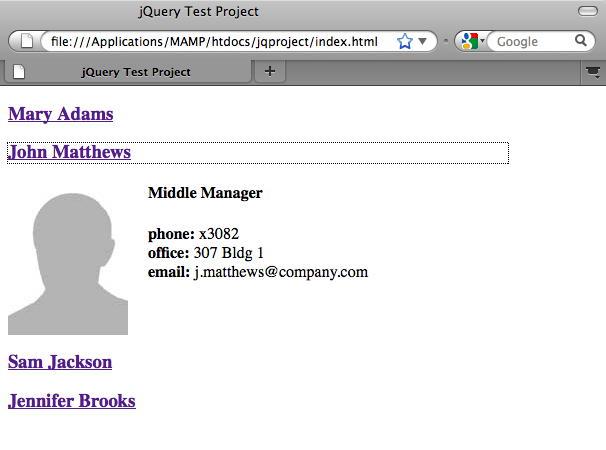 jQuery Test Project
file:///Applications/MAMP/htdocs/jqproject/index.html
Google
jQuery Test Project
Mary Adams
John Matthews
Middle Manager
phone: x3082
office: 307 Bldg 1
email: j.matthews@company.com
Sam Jackson
Jennifer Brooks